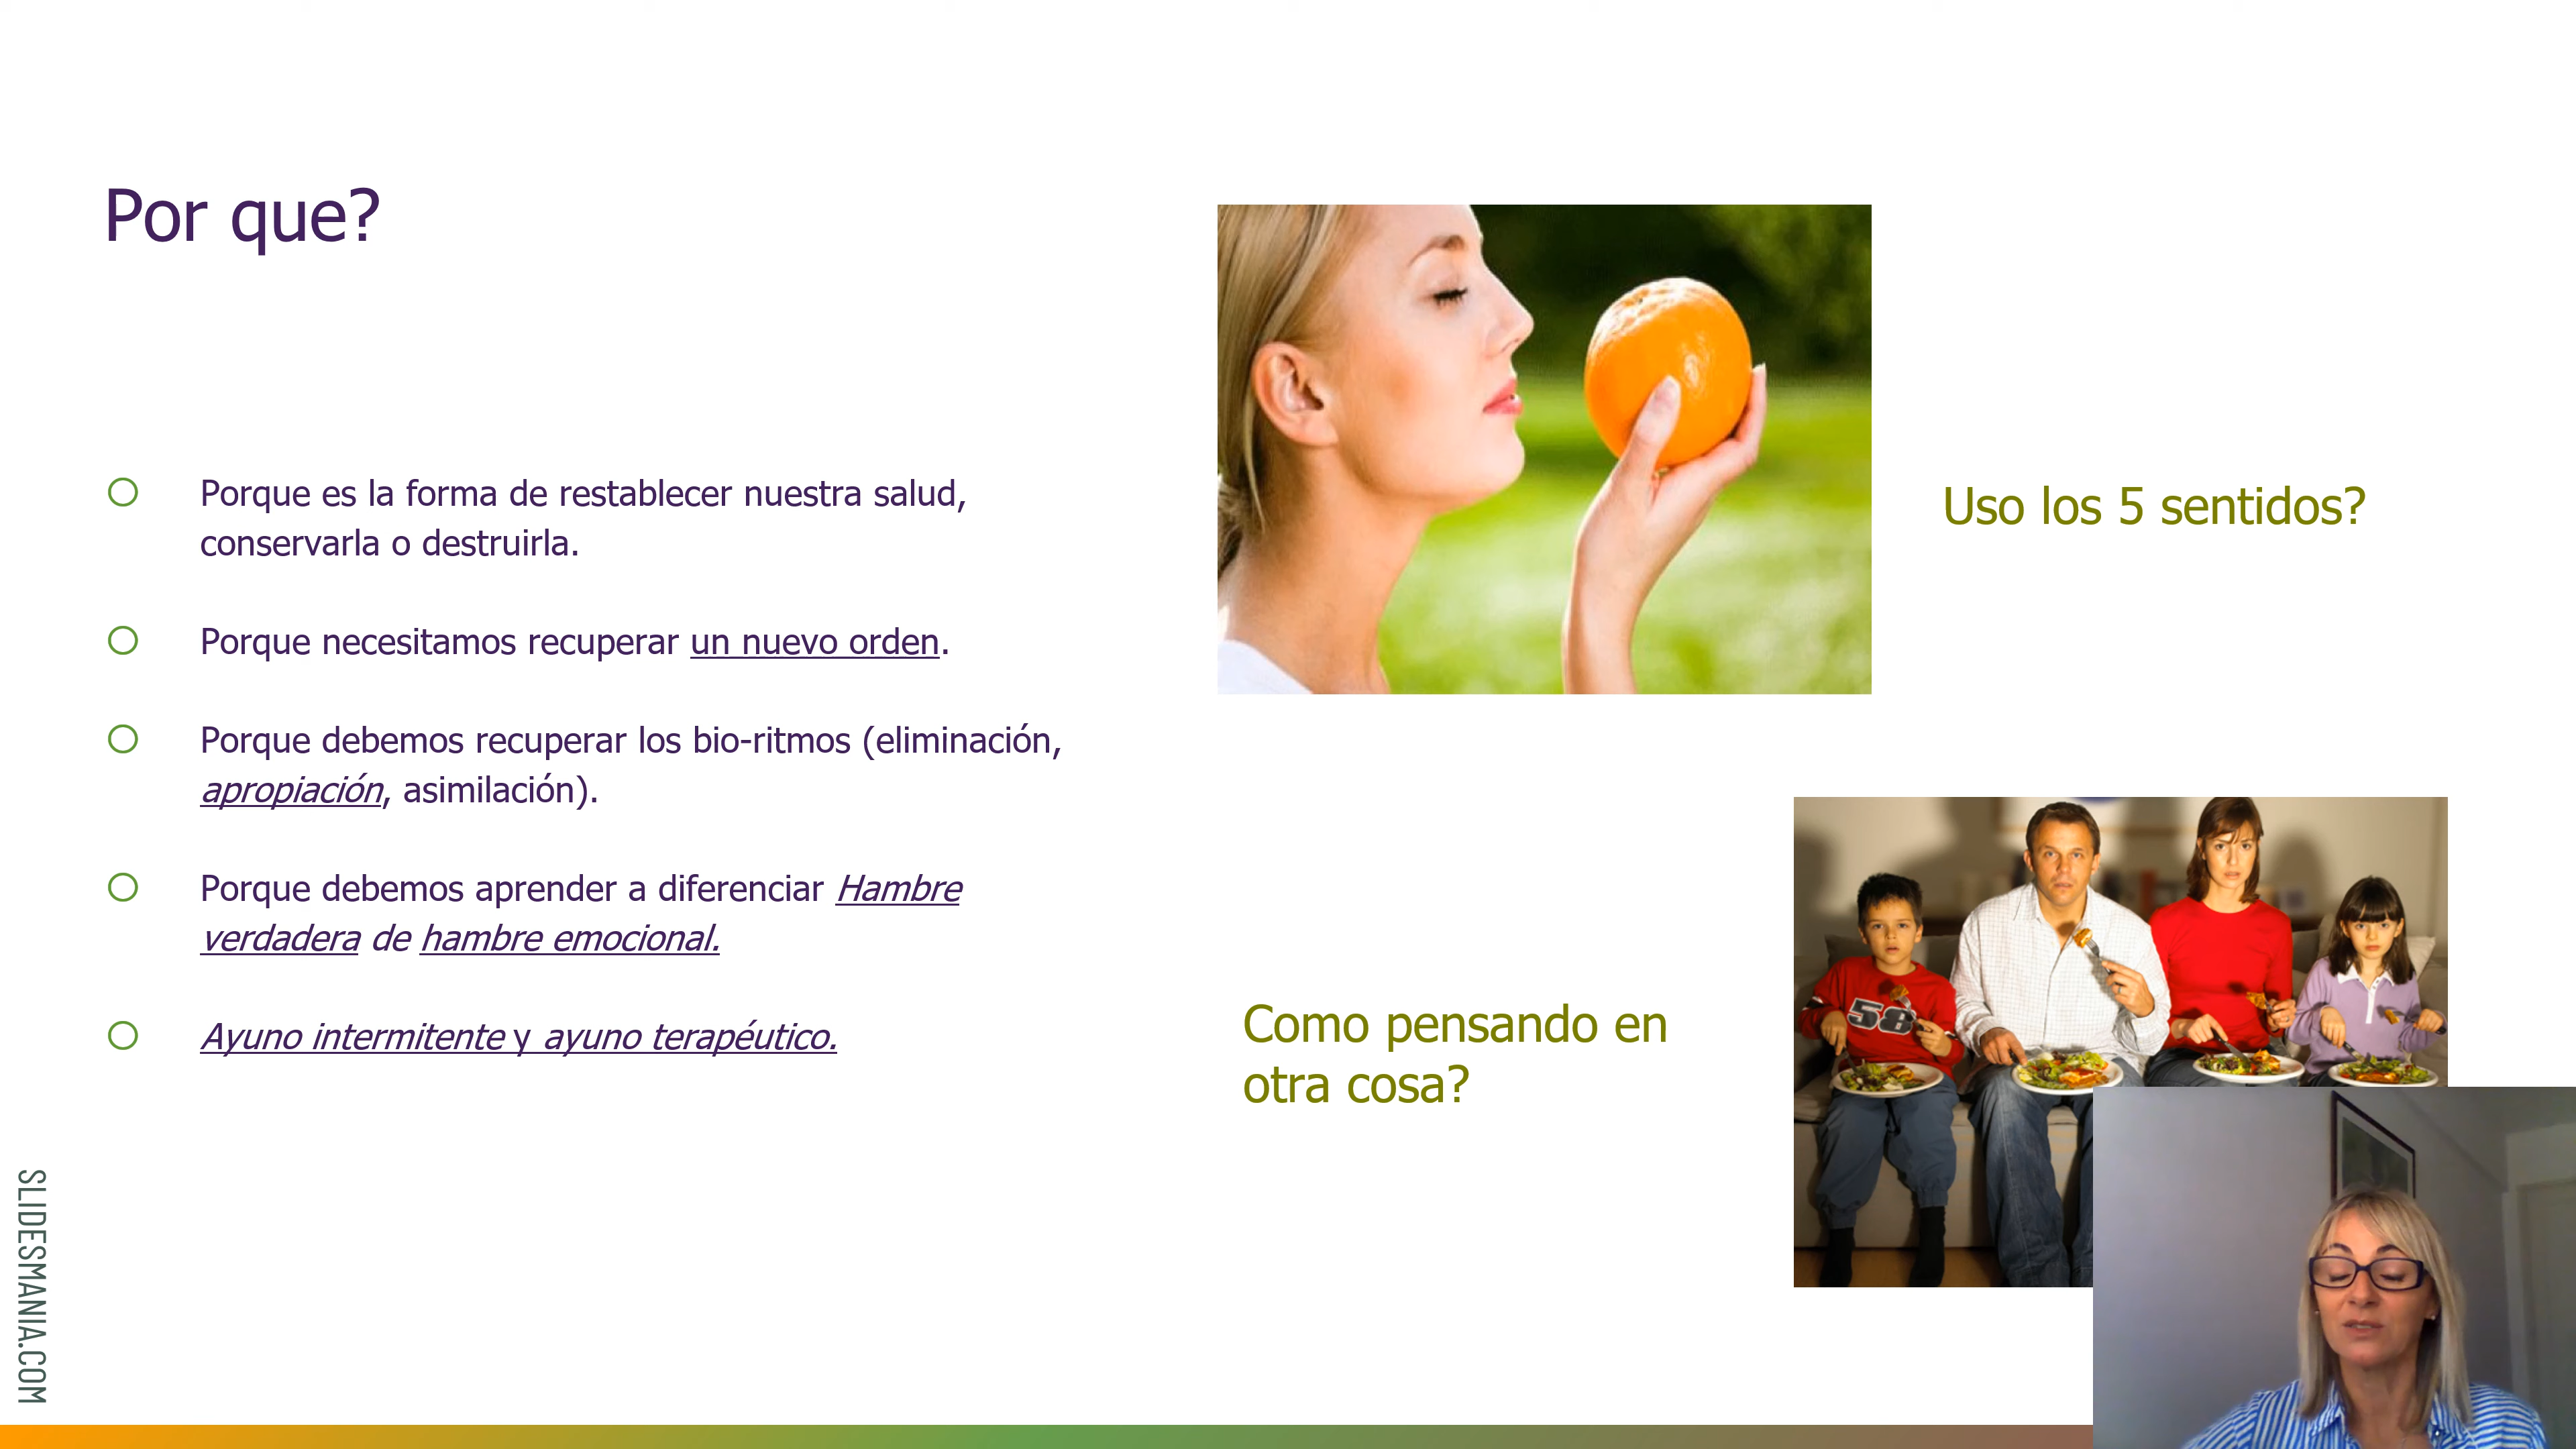 Por que?
Porque es la forma de restablecer nuestra salud,
conservarla o destruirla.
Porque necesitamos recuperar un nuevo orden.
Porque debemos recuperar los bio-ritmos (eliminación,
apropiación, asimilación).
Porque debemos aprender a diferenciar Hambre
verdadera de hambre emocional.
Ayuno intermitente y ayuno terapéutico.
Uso los 5 sentidos?
Como pensando en
otra cosa?
58
SLIDESMANIA.COM